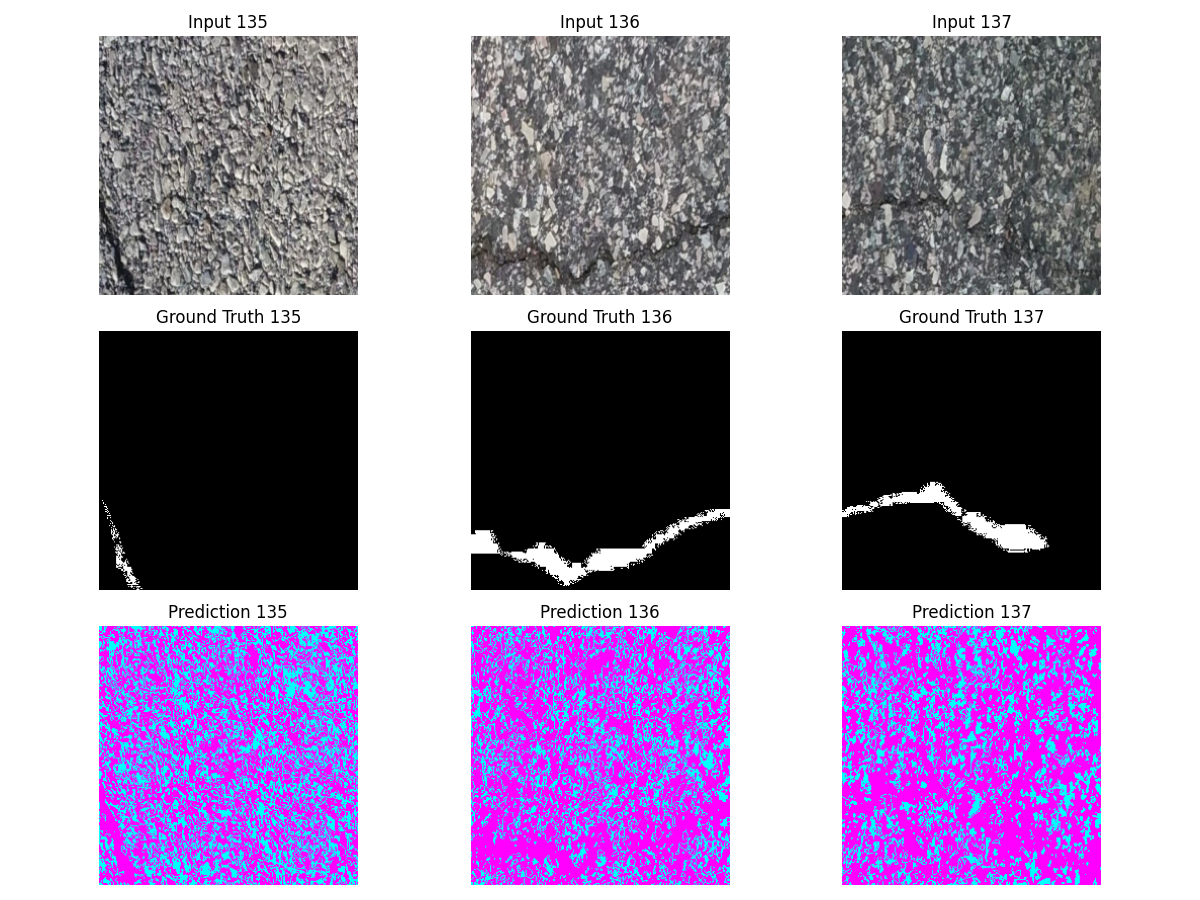 Input 135
Input 136
Input 137
Ground Truth 135
Ground Truth 136
Ground Truth 137
Prediction 135
Prediction 136
Prediction 137